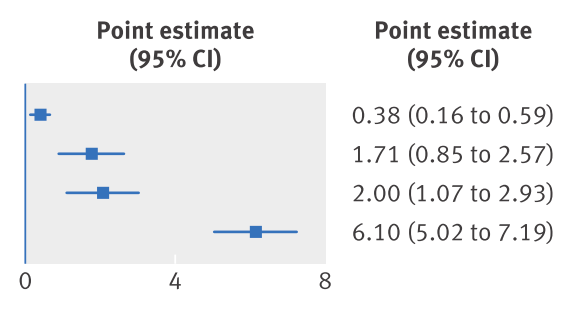 Point estimate
(95% CI)
Point estimate
(95% CI)
0.38 (0.16 to 0.59)
1.71 (0.85 to 2.57)
2.00 (1.07 to 2.93)
6.10 (5.02 to 7.19)
0 4 8